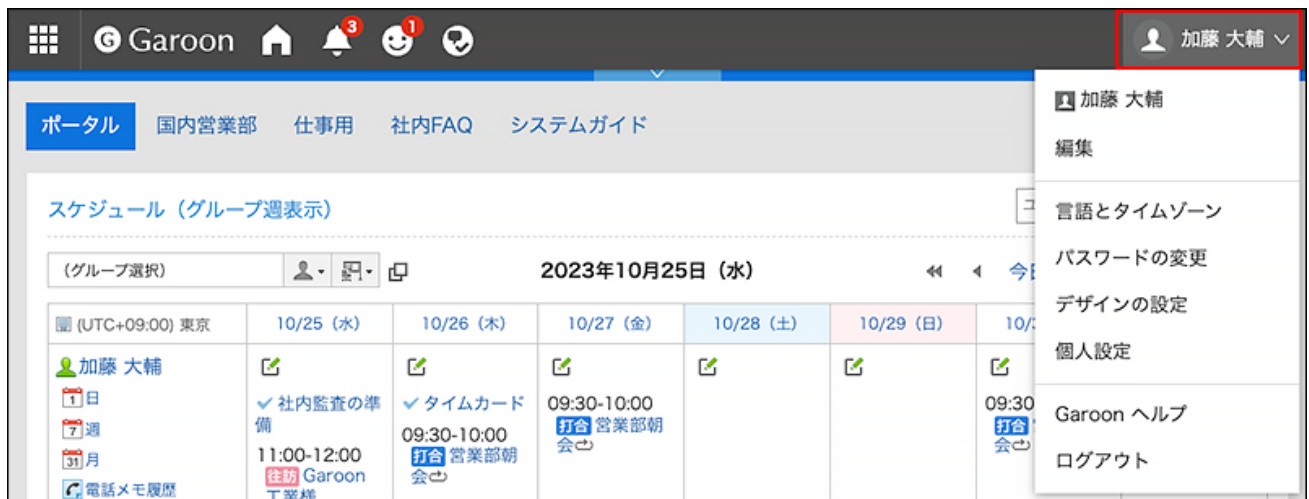 Garoon 3 1 加藤 大輔
加藤 大輔
編集
言語とタイムゾーン
パスワードの変更
デザインの設定
個人設定
Garoon ヘルプ
ログアウト
ポータル 国内営業部 仕事用 社内FAQ システムガイド
スケジュール（グループ週表示）
（グループ選択） 2023年10月25日（水）
(UTC+09:00) 東京 10/25（水） 10/26（木） 10/27（金） 10/28（土） 10/29（日）
加藤 大輔
1 日
7 週
31 月
電話メモ履歴
社内監査の準
備
11:00-12:00
往訪 Garoon
工業様
タイムカード
09:30-10:00
打合 営業部朝
会
09:30-10:00
打合 営業部朝
会
09:30
打合
会